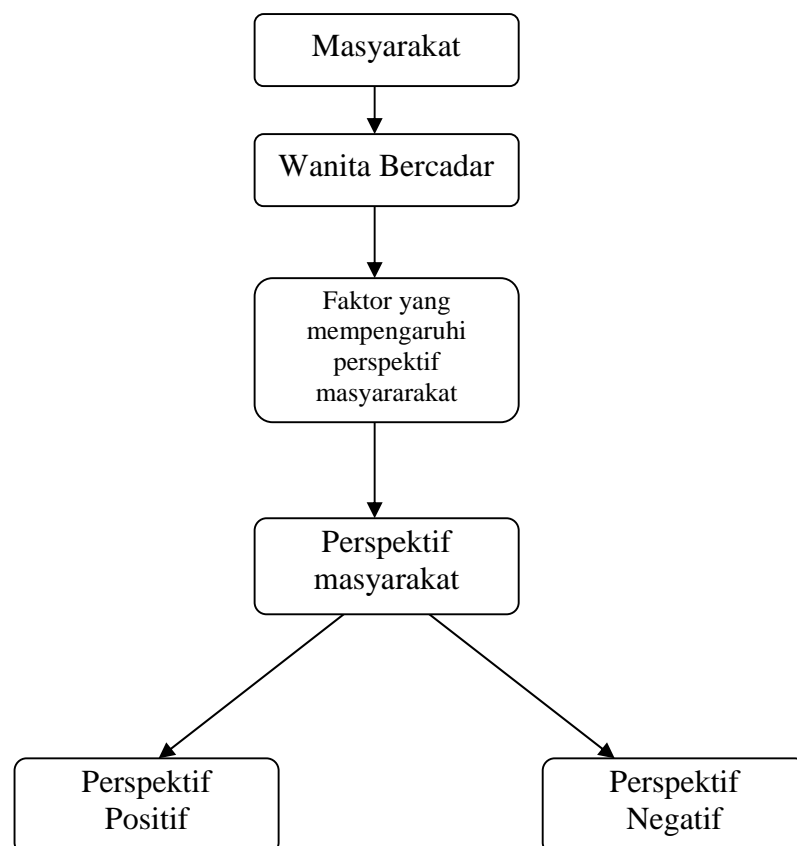 Masyarakat
Wanita Bercadar
Faktor yang
mempengaruhi
perspektif
masyararakat
Perspektif
masyarakat
Perspektif
Positif
Perspektif
Negatif